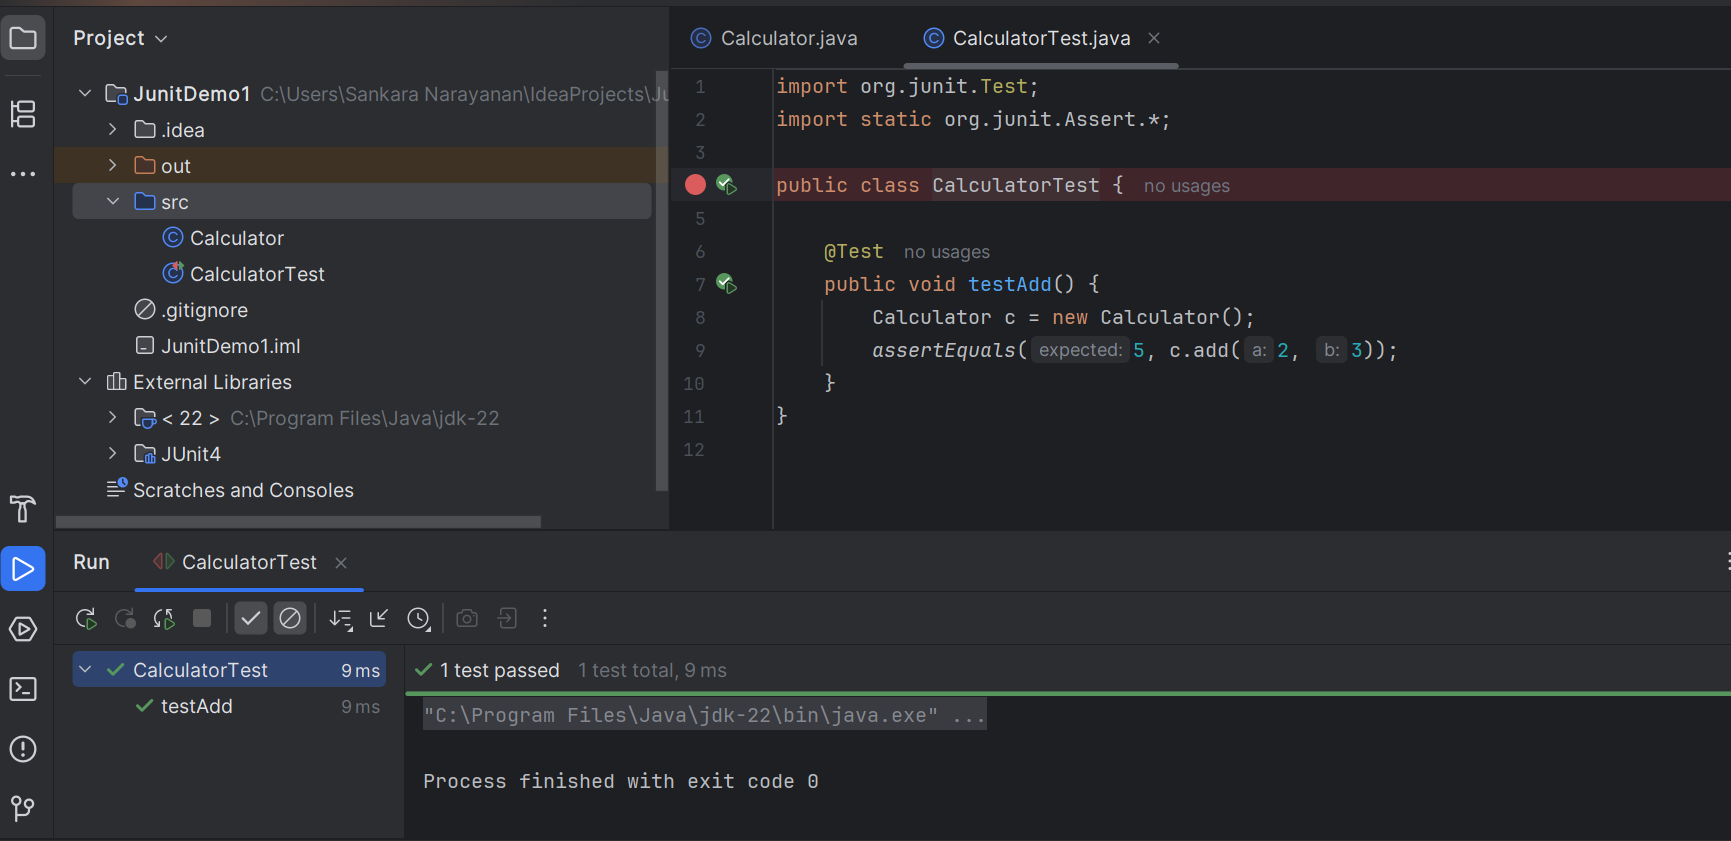 Project
JunitDemo1 C:\Users\Sankara Narayanan\IdeaProjects\Ju
.idea
out
src
Calculator
CalculatorTest
.gitignore
JunitDemo1.iml
External Libraries
< 22 > C:\Program Files\Java\jdk-22
JUnit4
Scratches and Consoles
Calculator.java
CalculatorTest.java
1 import org.junit.Test;
2 import static org.junit.Assert.*;
3
public class CalculatorTest { no usages
5
6 @Test no usages
7 public void testAdd() {
8 Calculator c = new Calculator();
9 assertEquals( expected: 5, c.add( a: 2, b: 3));
10 }
11 }
12
Run
CalculatorTest
CalculatorTest 9 ms
testAdd 9 ms
1 test passed 1 test total, 9 ms
"C:\Program Files\Java\jdk-22\bin\java.exe" ...
Process finished with exit code 0